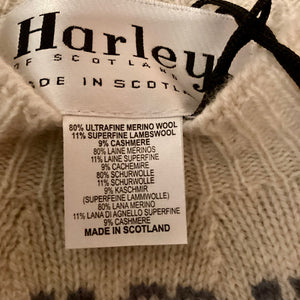 Harley
OF SCOTLAND
MADE IN SCOTLAND
80% ULTRAFINE MERINO WOOL
11% SUPERFINE LAMBSWOOL
9% CASHMERE
80% LAINE MERINOS
11% LAINE SUPERFINE
9% CACHEMIRE
80% SCHURWOLLE
11% SCHURWOLLE
9% KASCHMIR
(SUPERFEINE LAMMWOLLE)
80% LANA MERINO
11% LANA DI AGNELLO SUPERFINE
9% CASHMERE
MADE IN SCOTLAND